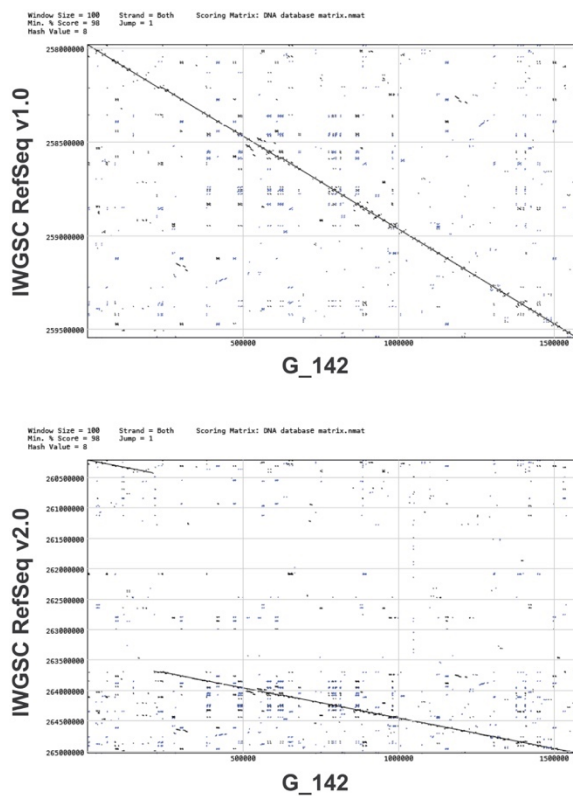 Window Size = 100 Strand = Both Scoring Matrix: DNA database matrix.nmat
Min. % Score = 98 Jump = 1
Hash Value = 8
258000000
258500000
259000000
259500000
IWGSC RefSeq v1.0
500000 1000000 1500000
G_142
Window Size = 100 Strand = Both Scoring Matrix: DNA database matrix.nmat
Min. % Score = 98 Jump = 1
Hash Value = 8
260500000
261000000
261500000
262000000
262500000
263000000
263500000
264000000
264500000
265000000
IWGSC RefSeq v2.0
500000 1000000 1500000
G_142